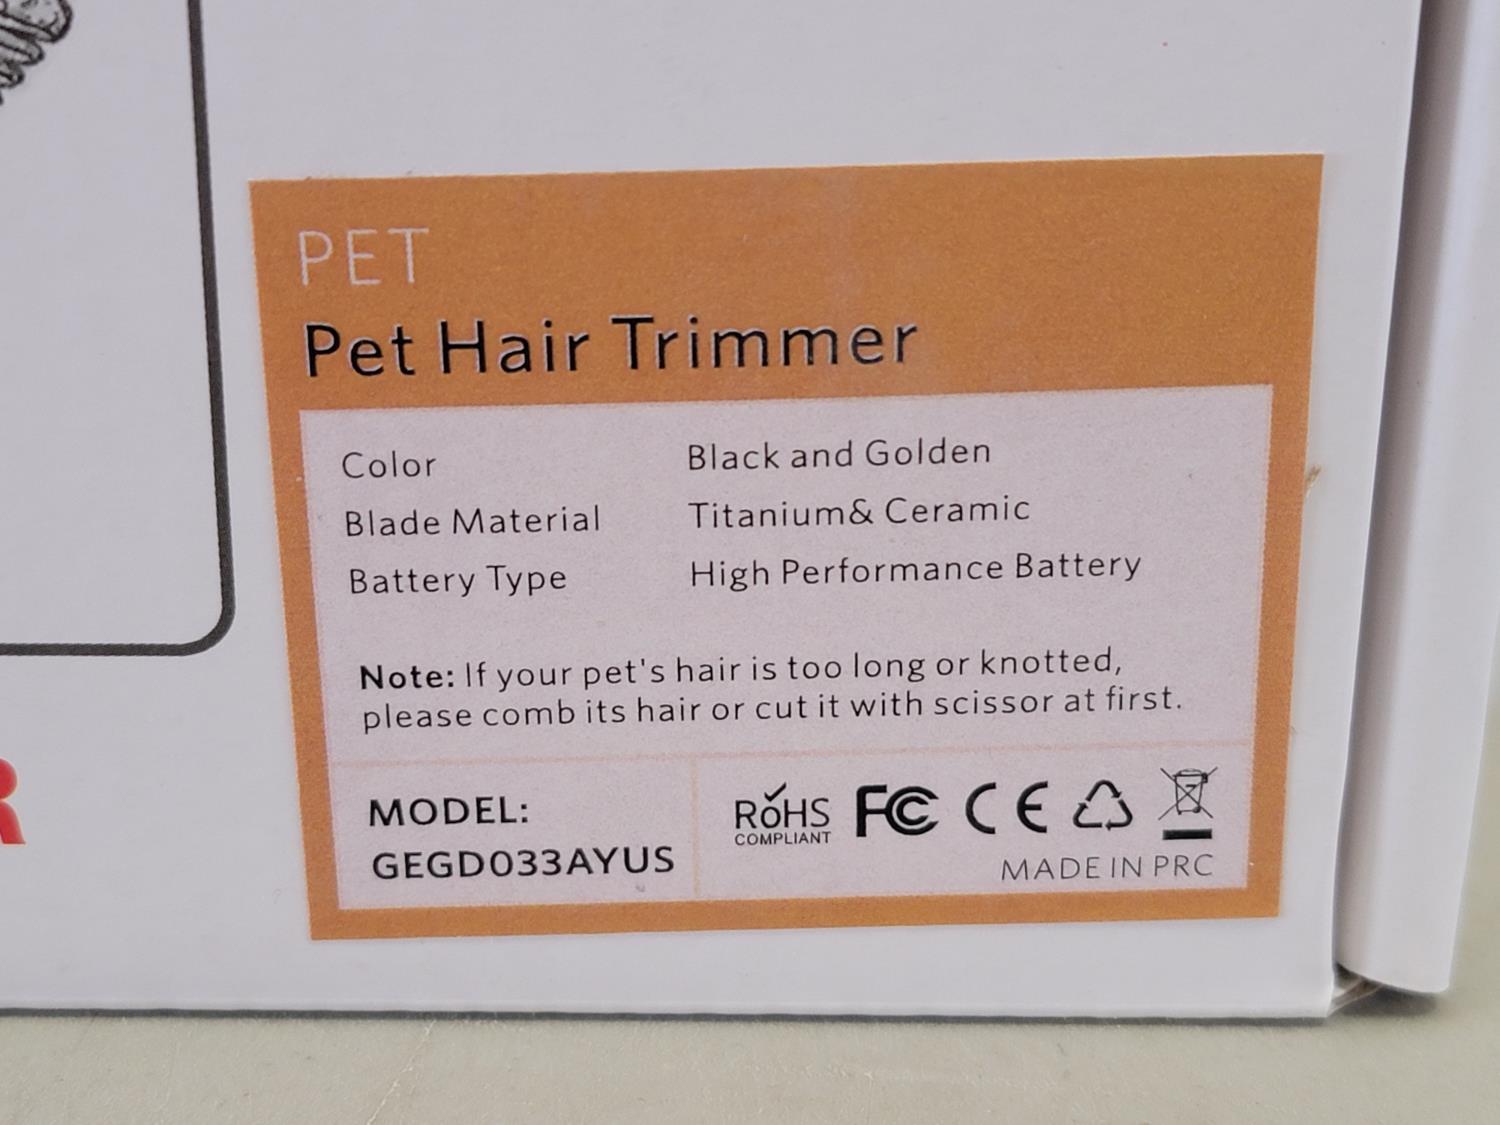 PET
Pet Hair Trimmer
Color Black and Golden
Blade Material Titanium& Ceramic
Battery Type High Performance Battery
Note: If your pet's hair is too long or knotted,
please comb its hair or cut it with scissor at first.
MODEL:
GEGD033AYUS
RoHS
COMPLIANT
FC CE
MADE IN PRC
R